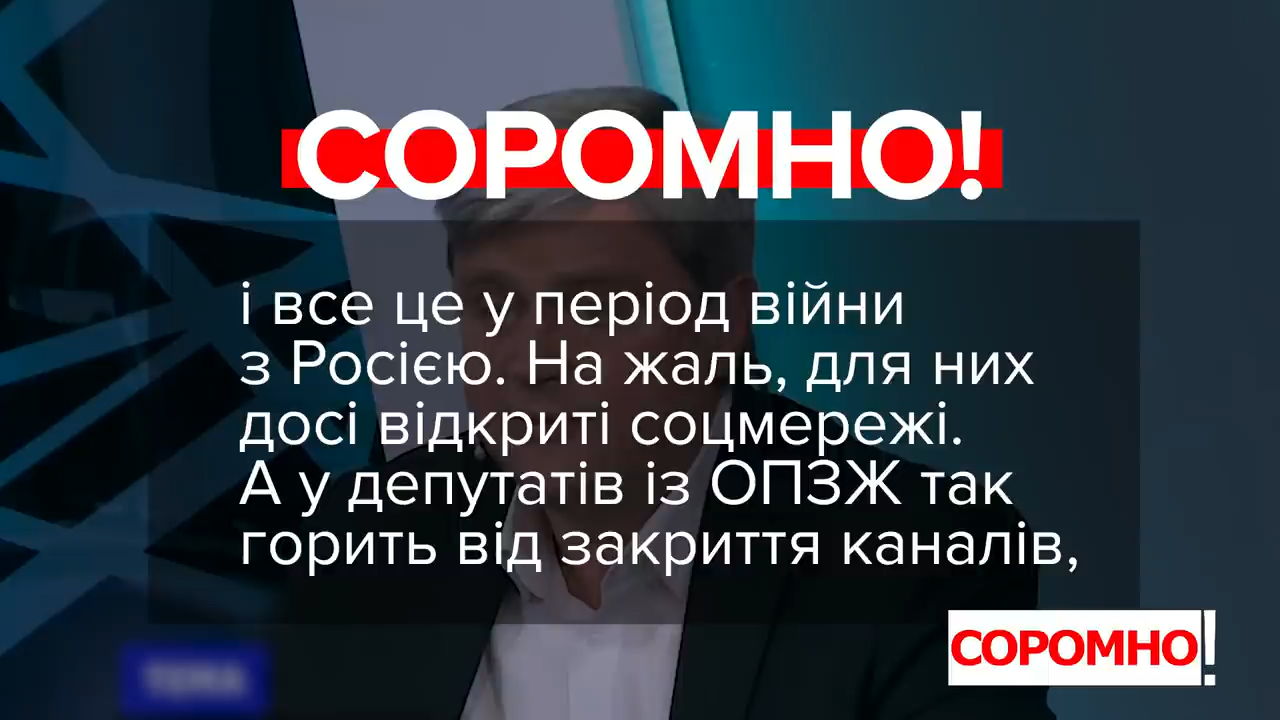 СОРОМНО!
і все це у період війни
з Росією. На жаль, для них
досі відкриті соцмережі.
А у депутатів із ОПЗЖ так
горить від закриття каналів,
СОРОМНО!